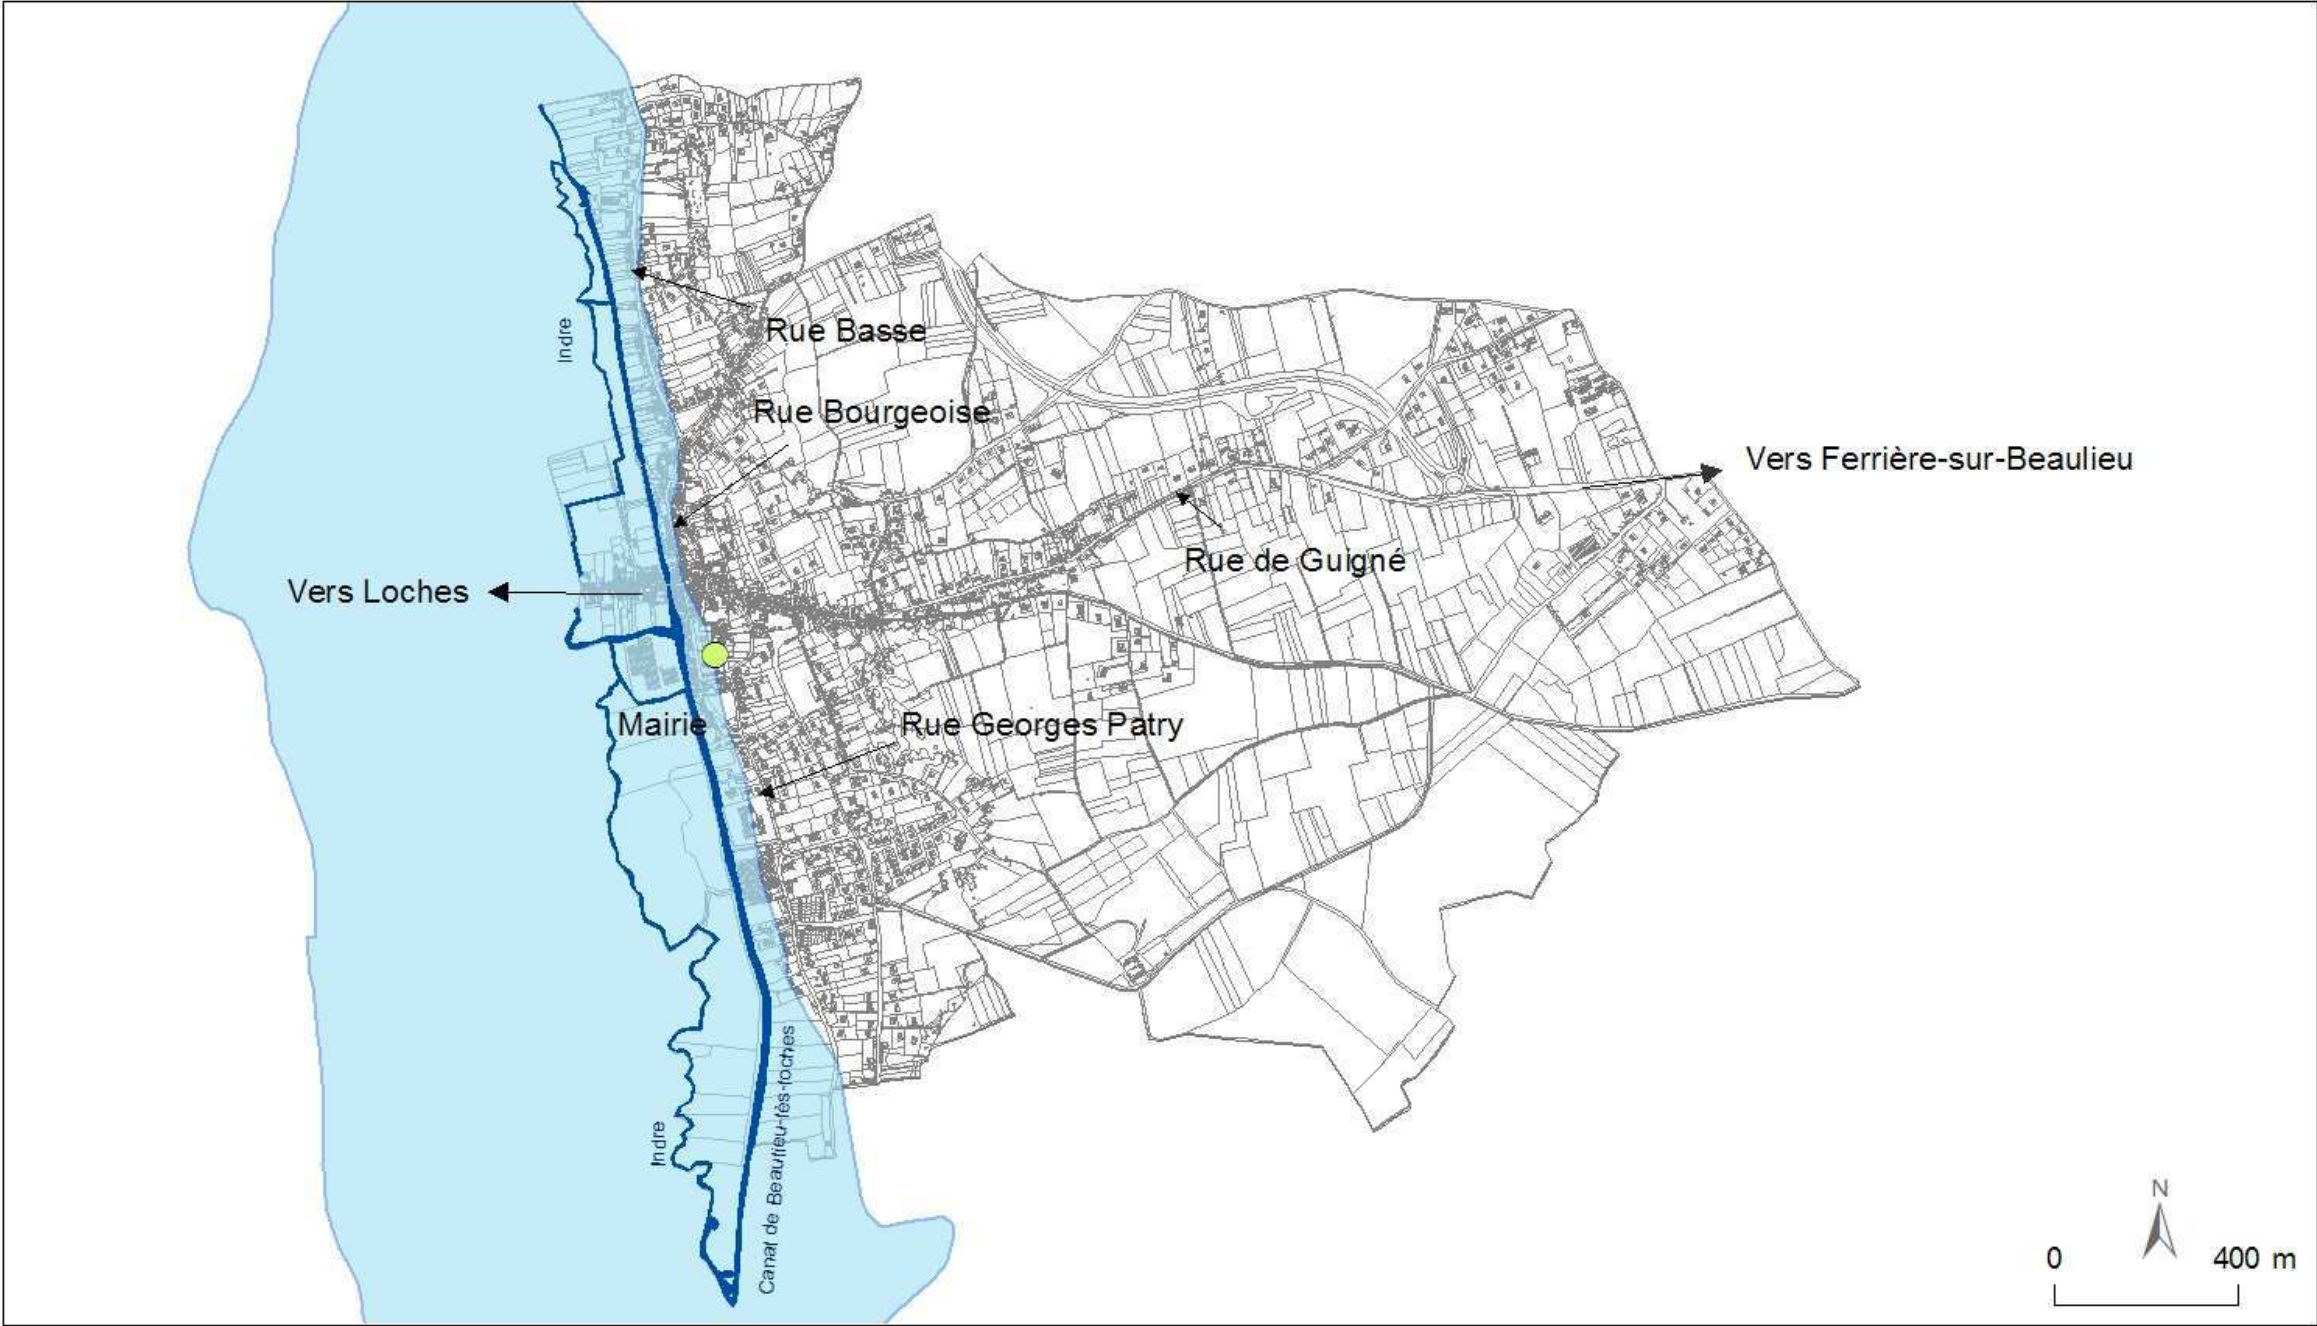 Indre
Rue Basse
Rue Bourgeoise
Vers Ferrière-sur-Beaulieu
Rue de Guigné
Vers Loches
Mairie
Rue Georges Patry
Indre
Canal de Beaulieu-lès-loches
N
0 400 m